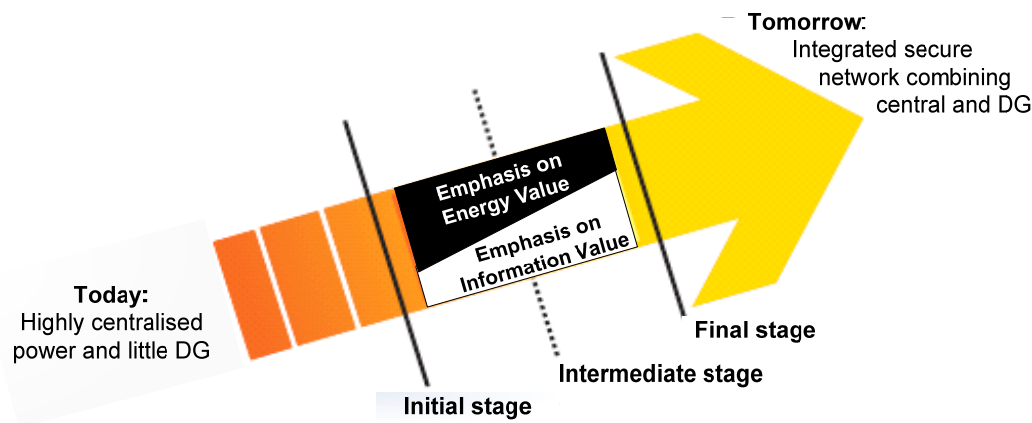 Tomorrow:
Integrated secure
network combining
central and DG
Emphasis on
Energy Value
Emphasis on
Information Value
Today:
Highly centralised
power and little DG
Final stage
Intermediate stage
Initial stage